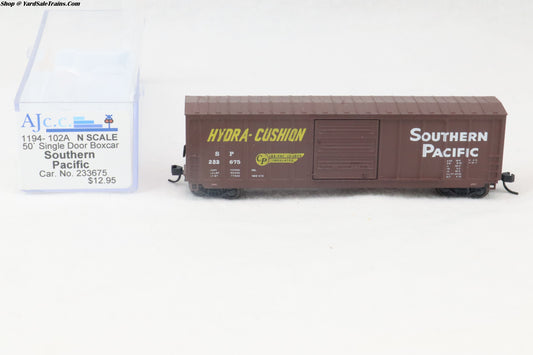 Shop @ YardSaleTrains.Com
AJc.c.
1194- 102A N SCALE
50' Single Door Boxcar
Southern
Pacific
Car. No. 233675
$12.95
HYDRA-CUSHION
S P
233 675
SOUTHERN
PACIFIC